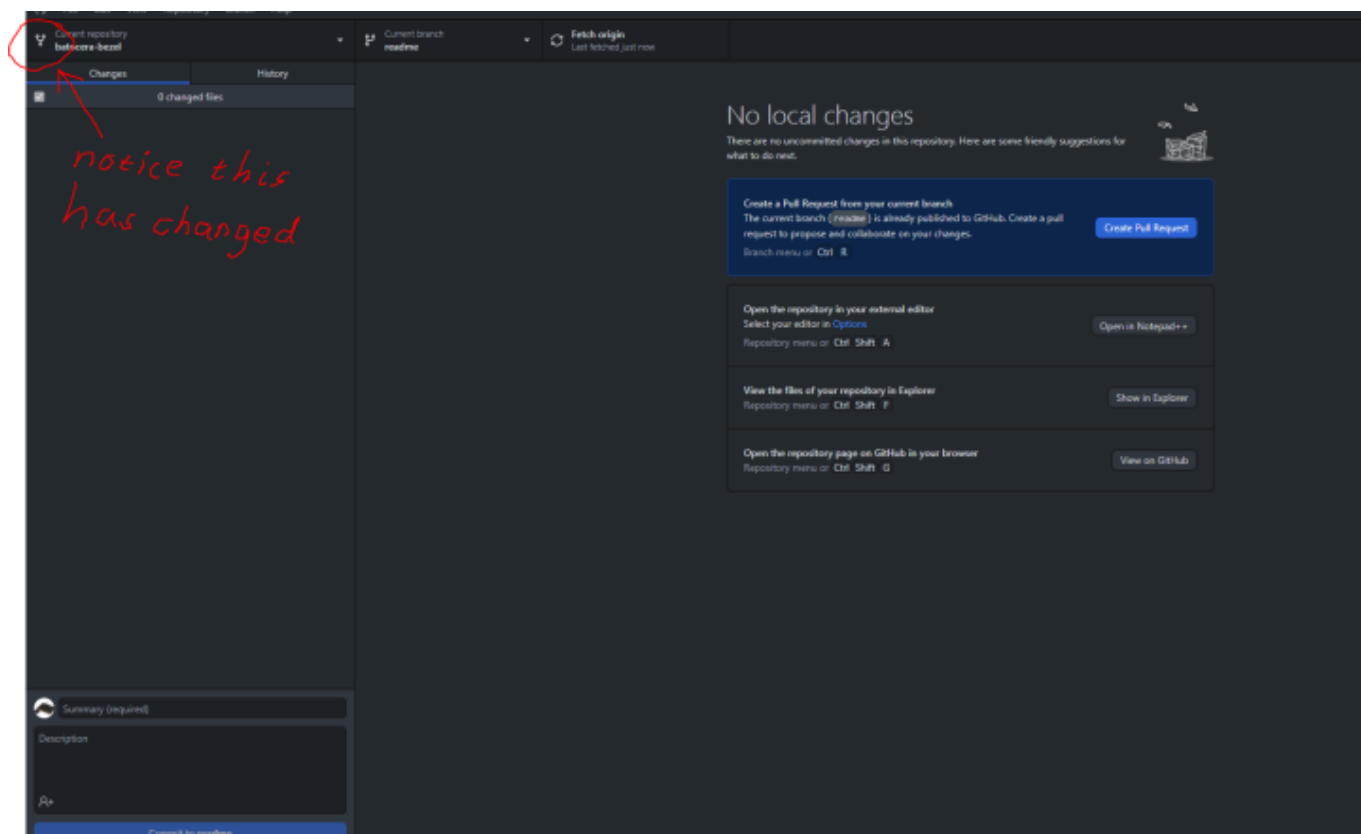 Current repository
batocera-bezel
Current branch
readme
Fetch origin
Last fetched just now
Changes
History
0 changed files
notice this
has changed
No local changes
There are no uncommitted changes in this repository. Here are some friendly suggestions for
what to do next.
Create a Pull Request from your current branch
The current branch (readme) is already published to GitHub. Create a pull
request to propose and collaborate on your changes.
Branch menu or Ctrl R
Create Pull Request
Open the repository in your external editor
Select your editor in Options
Repository menu or Ctrl Shift A
Open in Notepad++
View the files of your repository in Explorer
Repository menu or Ctrl Shift F
Show in Explorer
Open the repository page on GitHub in your browser
Repository menu or Ctrl Shift G
View on GitHub
Summary (required)
Description
Commit to readme